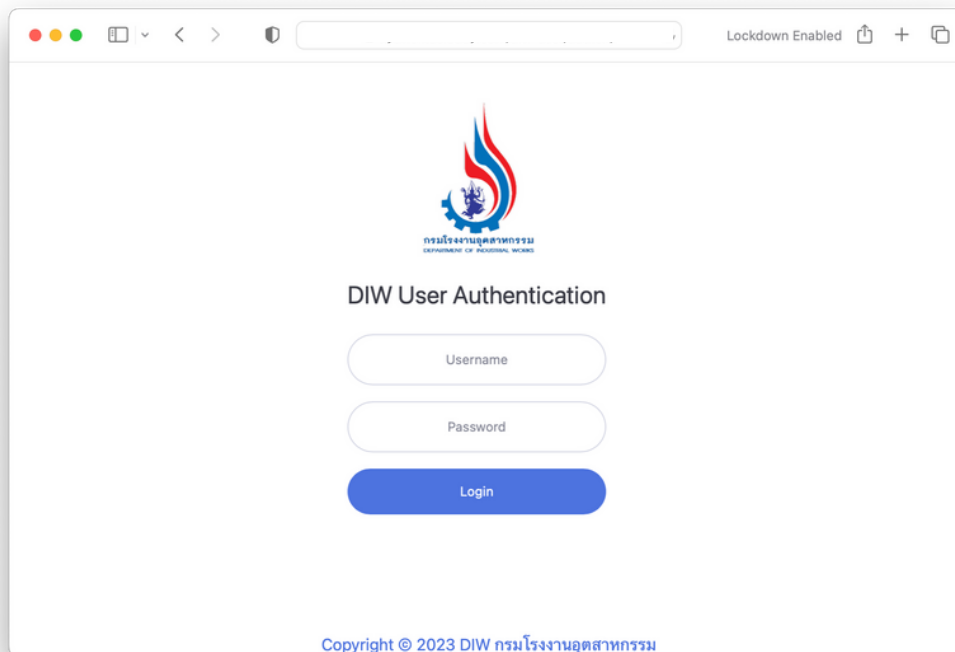 Lockdown Enabled
กรมโรงงานอุตสาหกรรม
DEPARTMENT OF INDUSTRIAL WORKS
DIW User Authentication
Username
Password
Login
Copyright © 2023 DIW กรมโรงงานอุตสาหกรรม